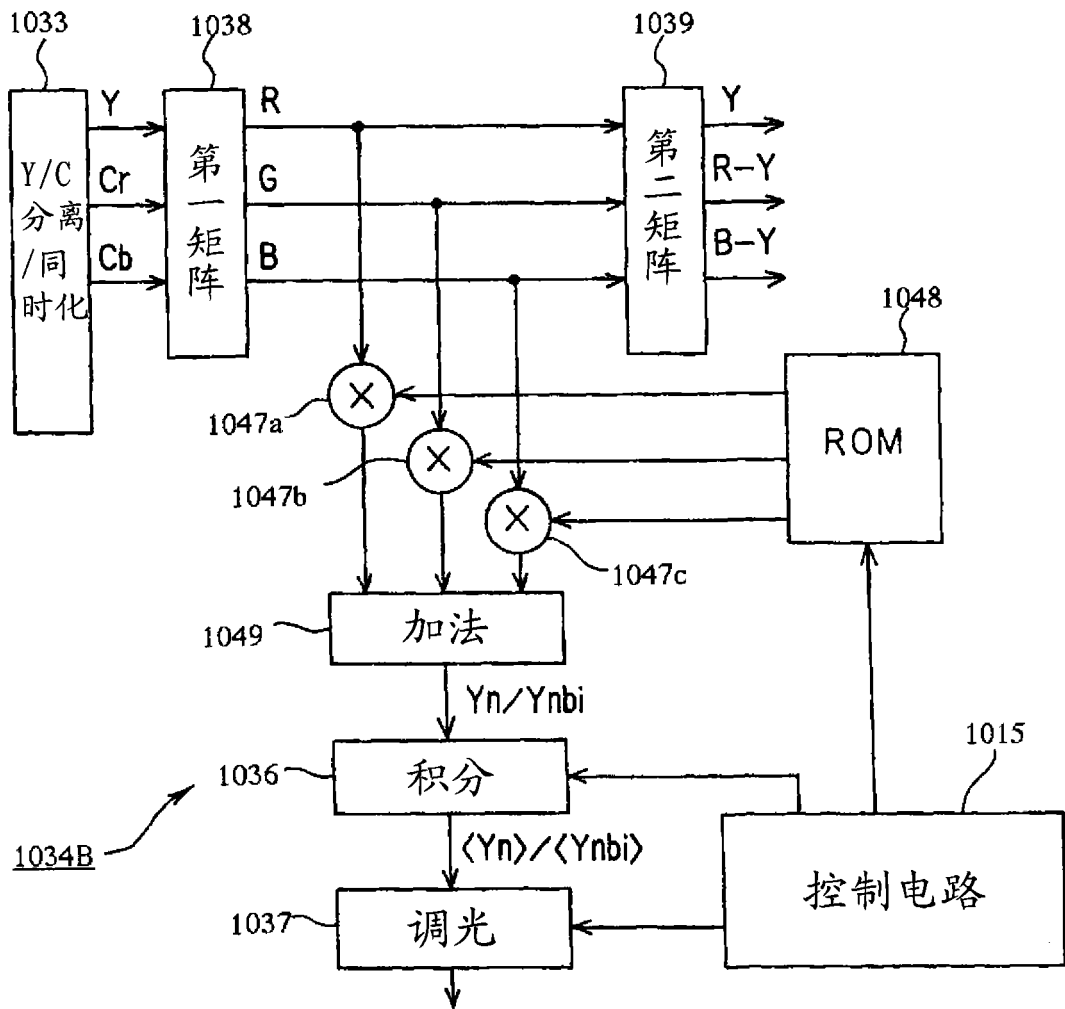 1033
1038
1039
Y
R
Y
Y/C
分离
/同
时化
Cr
第一矩阵
G
第二矩阵
R-Y
Cb
B
B-Y
1048
1047a
ROM
1047b
1047c
1049
加法
Yn/Ynbi
1015
1036
积分
1034B
〈Yn〉/〈Ynbi〉
控制电路
1037
调光